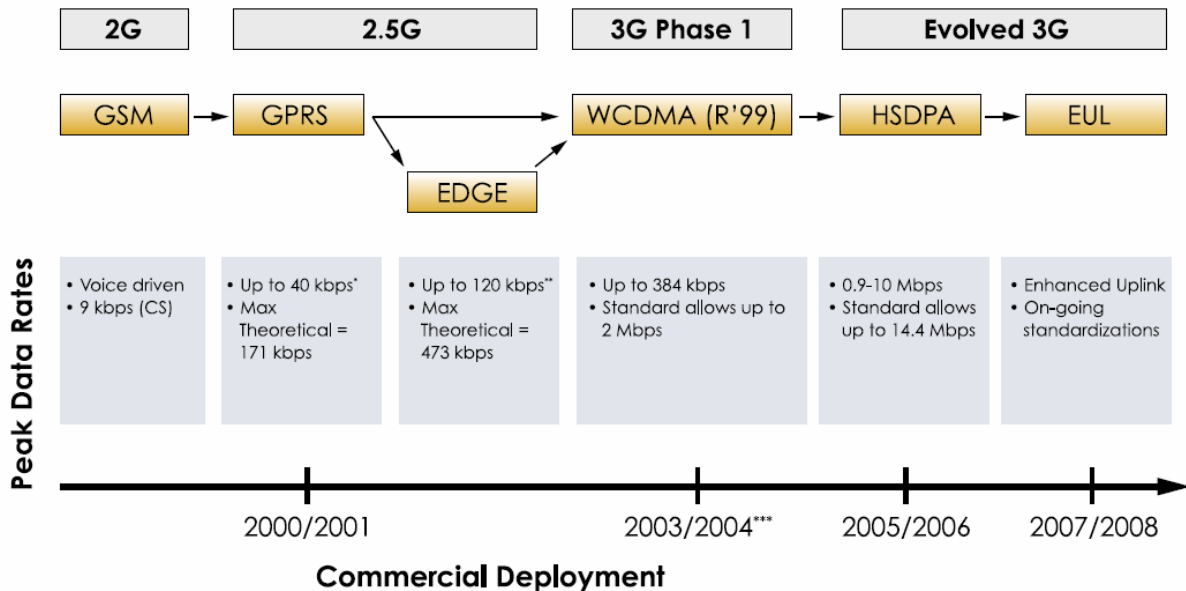 2G
2.5G
3G Phase 1
Evolved 3G
GSM
GPRS
WCDMA (R'99)
HSDPA
EUL
EDGE
Peak Data Rates
• Voice driven
• 9 kbps (CS)
• Up to 40 kbps*
• Max
Theoretical =
171 kbps
• Up to 120 kbps**
• Max
Theoretical =
473 kbps
• Up to 384 kbps
• Standard allows up to
2 Mbps
• 0.9-10 Mbps
• Standard allows
up to 14.4 Mbps
• Enhanced Uplink
• On-going
standardizations
2000/2001
2003/2004***
2005/2006
2007/2008
Commercial Deployment